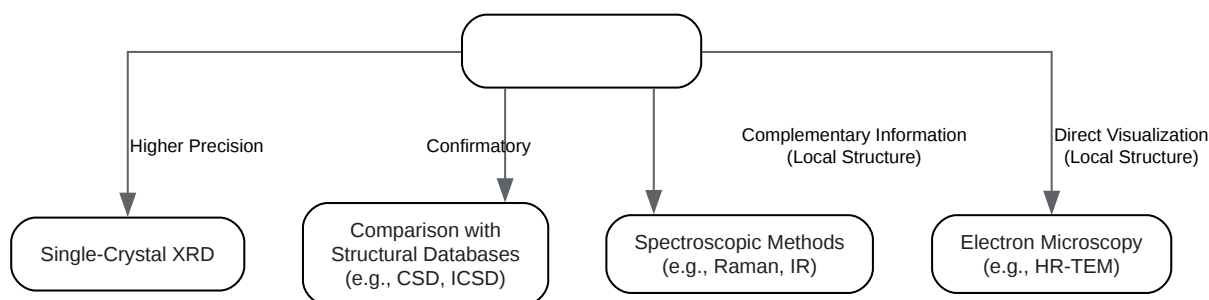 Higher Precision
Confirmatory
Complementary Information
(Local Structure)
Direct Visualization
(Local Structure)
Single-Crystal XRD
Comparison with
Structural Databases
(e.g., CSD, ICSD)
Spectroscopic Methods
(e.g., Raman, IR)
Electron Microscopy
(e.g., HR-TEM)